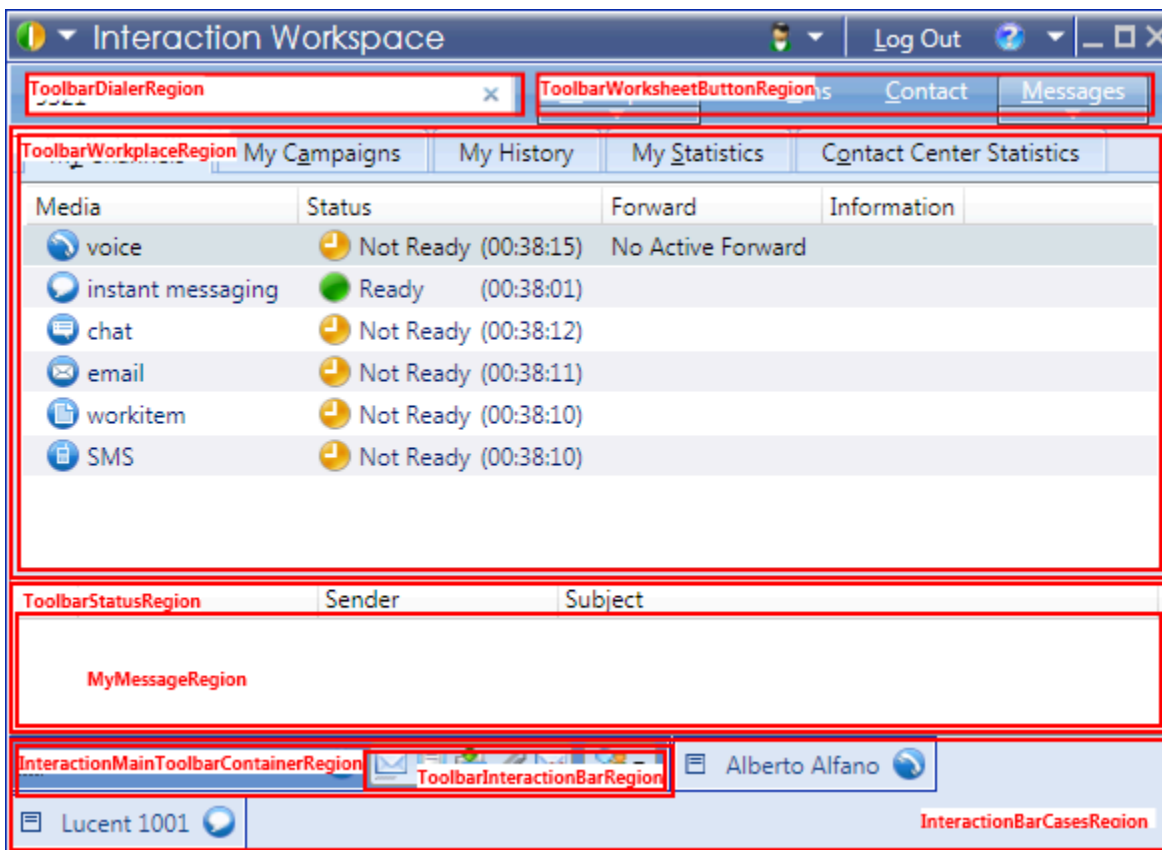 Interaction Workspace Log Out
ToolbarDialerRegion ToolbarWorksheetButtonRegion Contact Messages
ToolbarWorkplaceRegion My Campaigns My History My Statistics Contact Center Statistics
Media Status Forward Information
voice Not Ready (00:38:15) No Active Forward
instant messaging Ready (00:38:01)
chat Not Ready (00:38:12)
email Not Ready (00:38:11)
workitem Not Ready (00:38:10)
SMS Not Ready (00:38:10)
ToolbarStatusRegion Sender Subject
MyMessageRegion
InteractionMainToolbarContainerRegion ToolbarInteractionBarRegion Alberto Alfano
Lucent 1001 InteractionBarCasesRegion